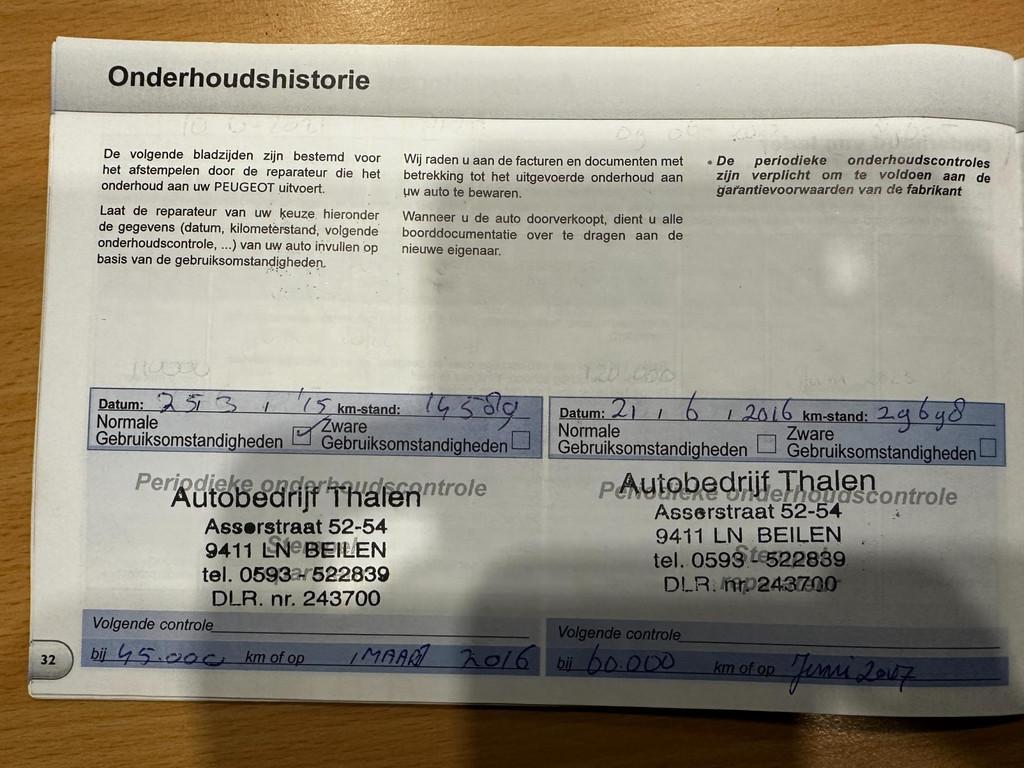 Onderhoudshistorie
De volgende bladzijden zijn bestemd voor
het afstempelen door de reparateur die het
onderhoud aan uw PEUGEOT uitvoert.
Laat de reparateur van uw keuze hieronder
de gegevens (datum, kilometerstand, volgende
onderhoudscontrole, ...) van uw auto invullen op
basis van de gebruiksomstandigheden.
Wij raden u aan de facturen en documenten met
betrekking tot het uitgevoerde onderhoud aan
uw auto te bewaren.
Wanneer u de auto doorverkoopt, dient u alle
boorddocumentatie over te dragen aan de
nieuwe eigenaar.
• De periodieke onderhoudscontroles
zijn verplicht om te voldoen aan de
garantievoorwaarden van de fabrikant
Datum: 25, 3, '15 km-stand: 14589
Normale
Gebruiksomstandigheden
Zware
Gebruiksomstandigheden
Periodieke onderhoudscontrole
Autobedrijf Thalen
Asserstraat 52-54
9411 LN BEILEN
Stempel
tel. 0593 - 522839
DLR. nr. 243700
Volgende controle
bij 45.000 km of op 1 MAART 2016
Datum: 21, 6, 2016 km-stand: 29698
Normale
Gebruiksomstandigheden
Zware
Gebruiksomstandigheden
Periodieke onderhoudscontrole
Autobedrijf Thalen
Asserstraat 52-54
9411 LN BEILEN
Stempel
tel. 0593 - 522839
reparateur
DLR. nr. 243700
Volgende controle
bij 60.000 km of op Juni 2017
32